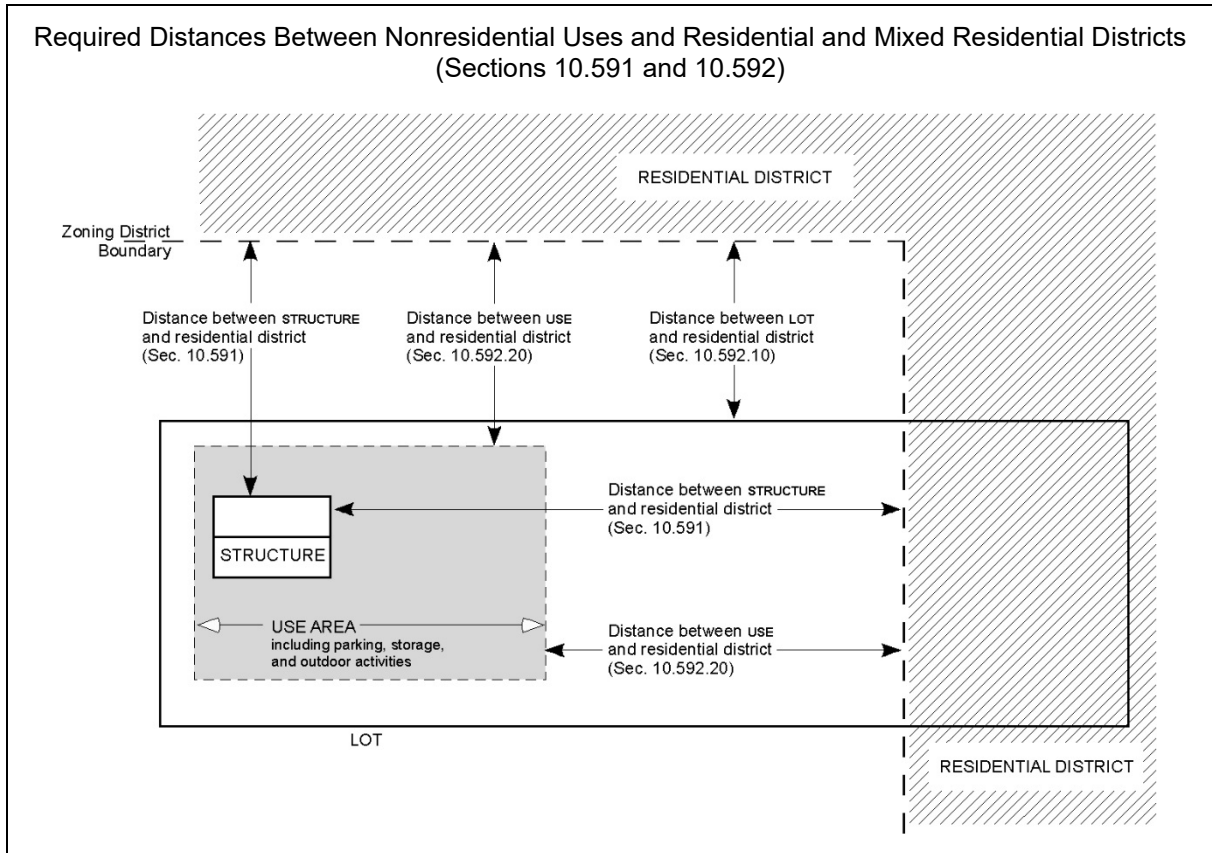 Required Distances Between Nonresidential Uses and Residential and Mixed Residential Districts
(Sections 10.591 and 10.592)
RESIDENTIAL DISTRICT
Zoning District
Boundary
Distance between STRUCTURE
and residential district
(Sec. 10.591)
Distance between USE
and residential district
(Sec. 10.592.20)
Distance between LOT
and residential district
(Sec. 10.592.10)
Distance between STRUCTURE
and residential district
(Sec. 10.591)
STRUCTURE
USE AREA
including parking, storage,
and outdoor activities
Distance between USE
and residential district
(Sec. 10.592.20)
LOT
RESIDENTIAL DISTRICT